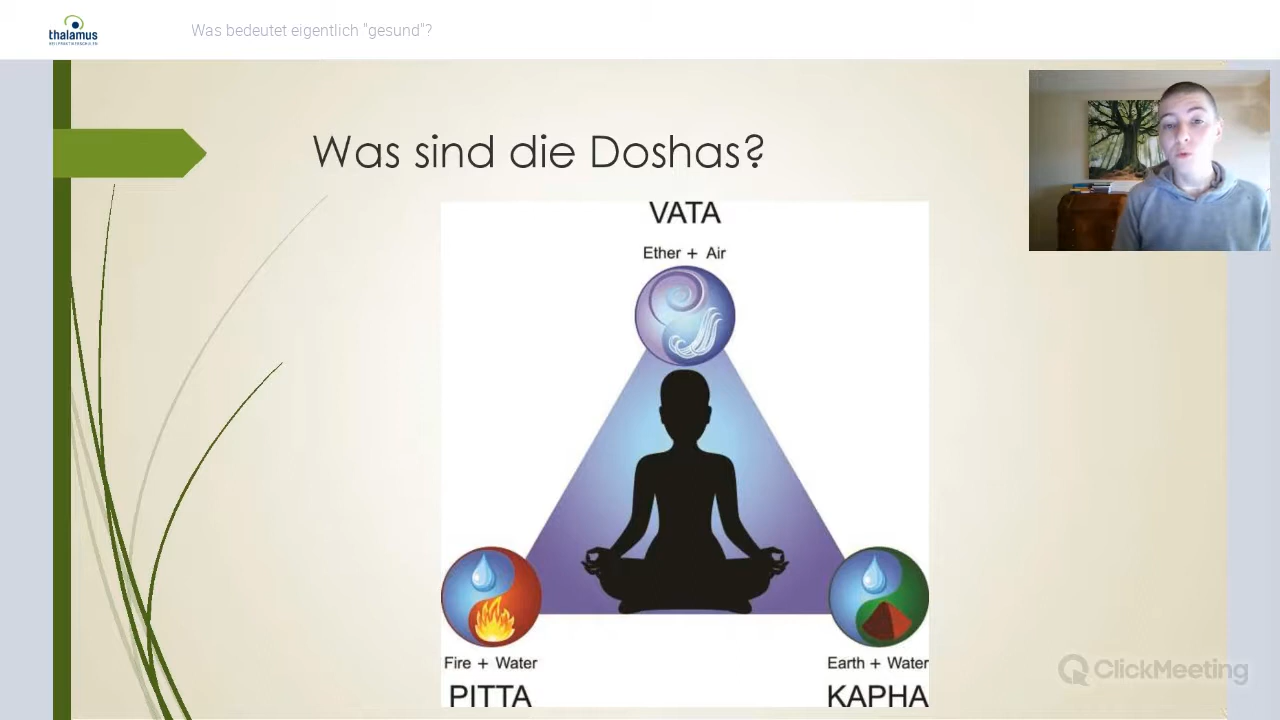 thalamus
HEILPRAKTIKERSCHULEN
Was bedeutet eigentlich "gesund"?
Was sind die Doshas?
VATA
Ether + Air
Fire + Water
PITTA
Earth + Water
KAPHA
ClickMeeting